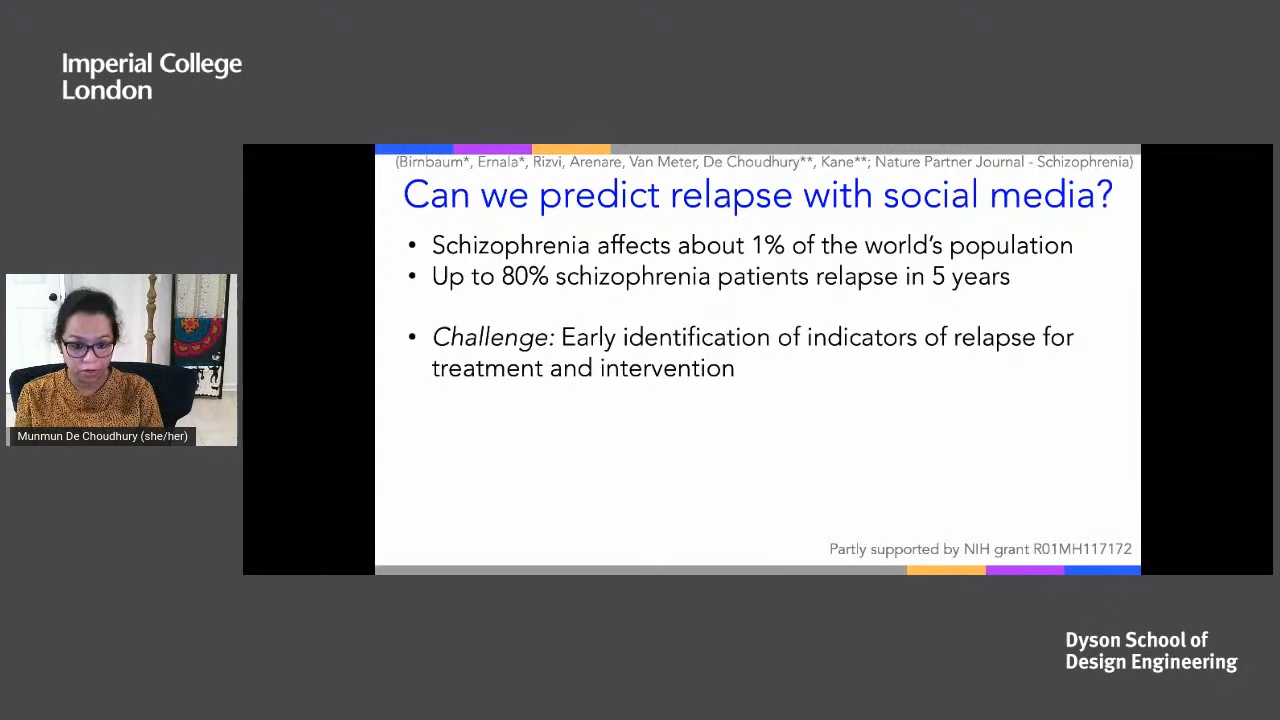 Imperial College
London
(Birnbaum*, Ernala*, Rizvi, Arenare, Van Meter, De Choudhury**, Kane**; Nature Partner Journal - Schizophrenia)
Can we predict relapse with social media?
• Schizophrenia affects about 1% of the world's population
• Up to 80% schizophrenia patients relapse in 5 years
• Challenge: Early identification of indicators of relapse for
treatment and intervention
Partly supported by NIH grant R01MH117172
Munmun De Choudhury (she/her)
Dyson School of
Design Engineering